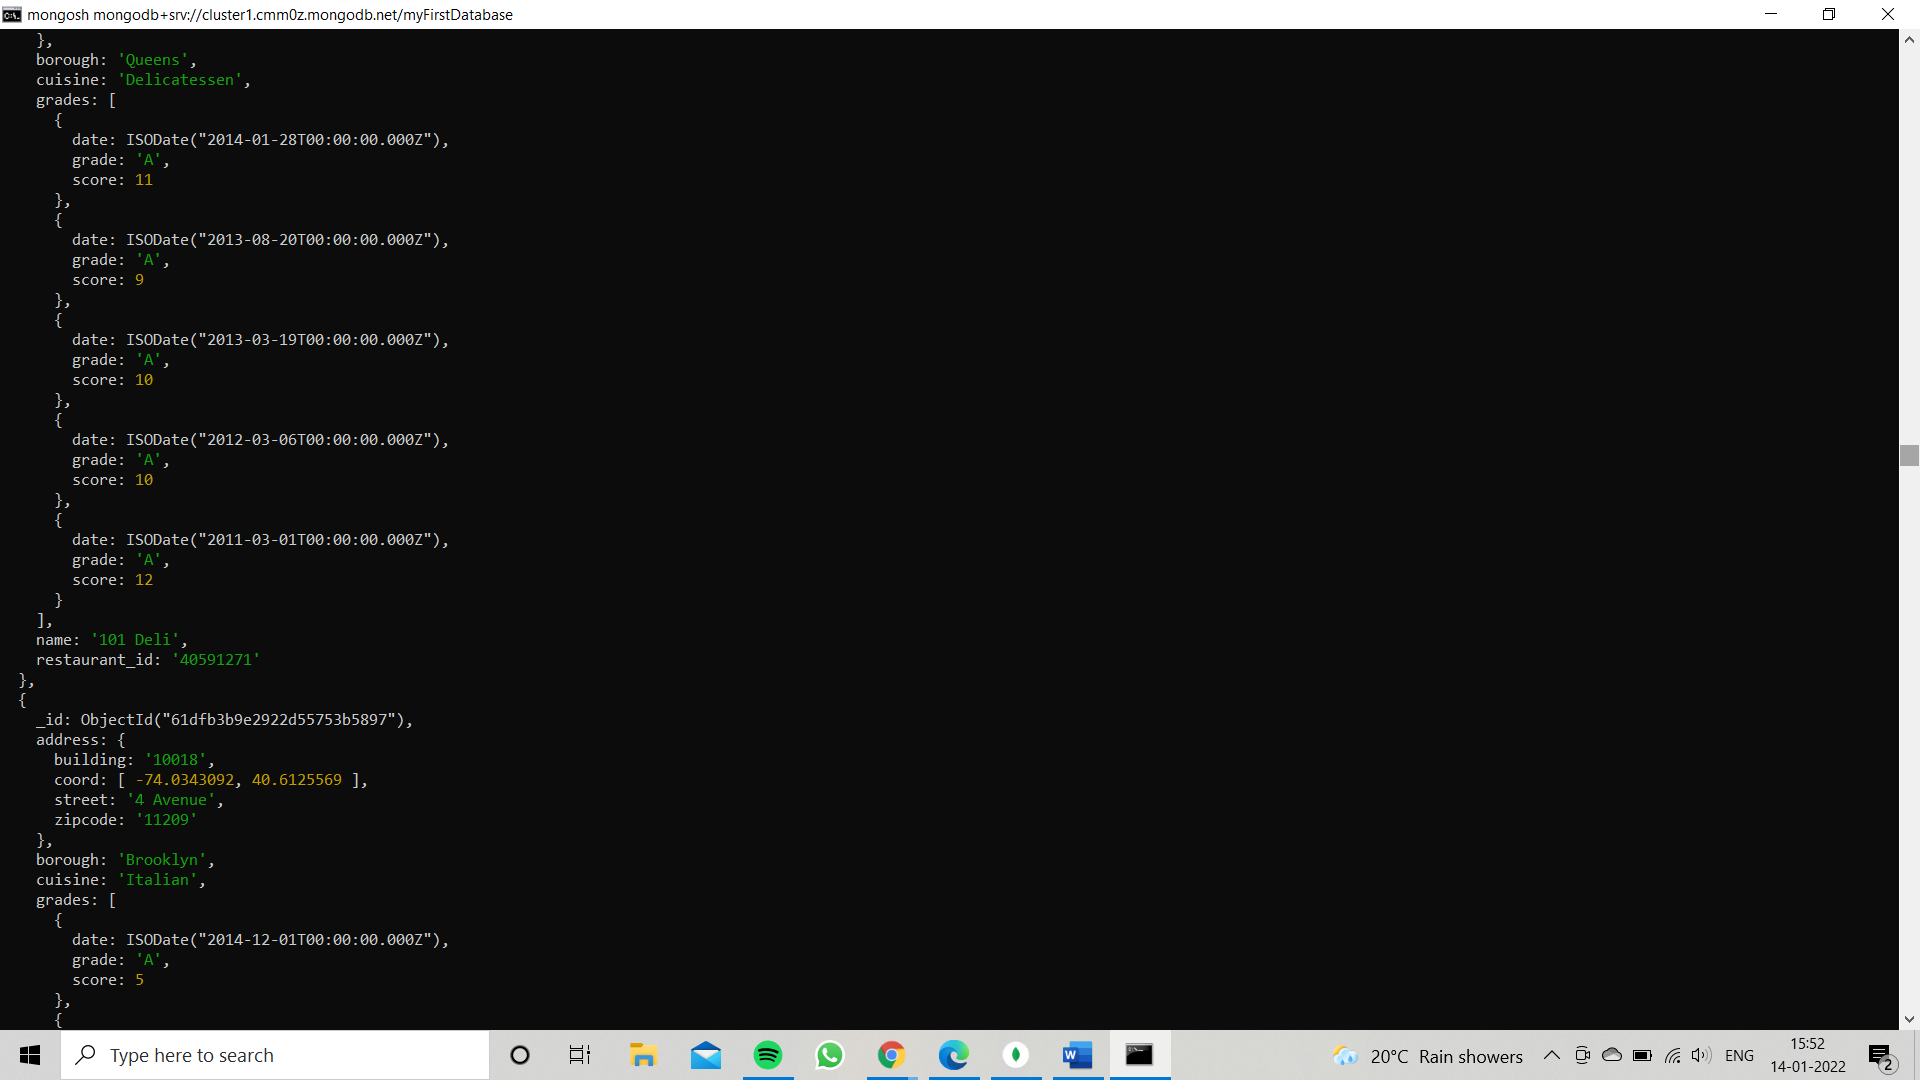 mongosh mongodb+srv://cluster1.cmm0z.mongodb.net/myFirstDatabase
},
borough: 'Queens',
cuisine: 'Delicatessen',
grades: [
{
date: ISODate("2014-01-28T00:00:00.000Z"),
grade: 'A',
score: 11
},
{
date: ISODate("2013-08-20T00:00:00.000Z"),
grade: 'A',
score: 9
},
{
date: ISODate("2013-03-19T00:00:00.000Z"),
grade: 'A',
score: 10
},
{
date: ISODate("2012-03-06T00:00:00.000Z"),
grade: 'A',
score: 10
},
{
date: ISODate("2011-03-01T00:00:00.000Z"),
grade: 'A',
score: 12
}
],
name: '101 Deli',
restaurant_id: '40591271'
},
{
_id: ObjectId("61dfb3b9e2922d55753b5897"),
address: {
building: '10018',
coord: [ -74.0343092, 40.6125569 ],
street: '4 Avenue',
zipcode: '11209'
},
borough: 'Brooklyn',
cuisine: 'Italian',
grades: [
{
date: ISODate("2014-12-01T00:00:00.000Z"),
grade: 'A',
score: 5
},
{
Type here to search
20°C Rain showers
ENG
15:52
14-01-2022
2